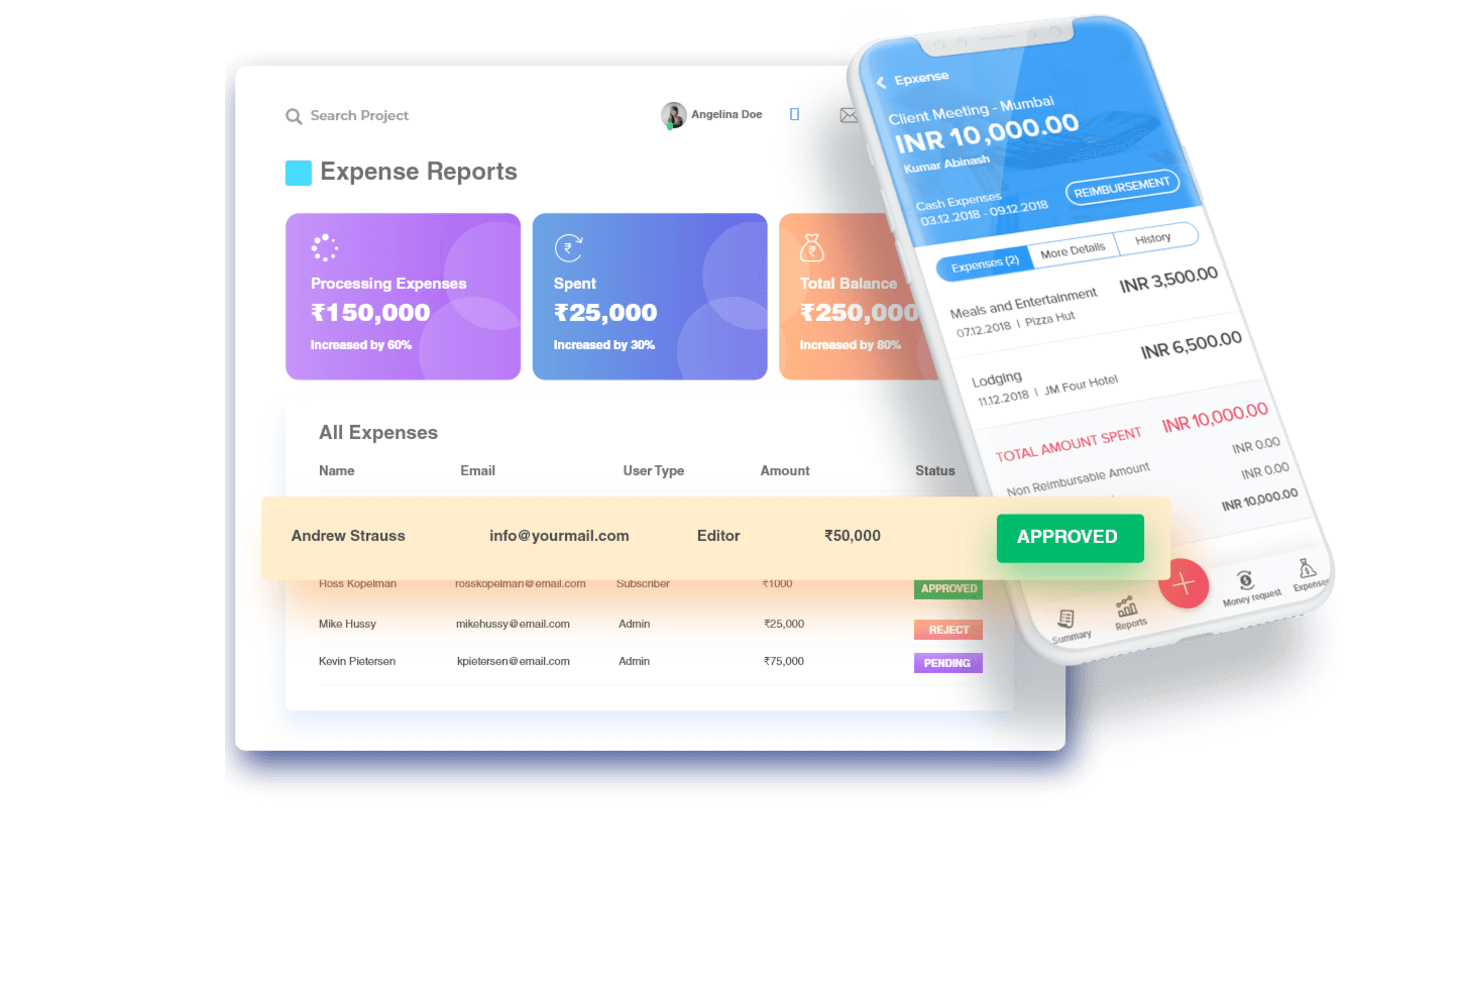 Search Project
Angelina Doe
Expense Reports
Processing Expenses
₹150,000
Increased by 60%
Spent
₹25,000
Increased by 30%
Total Balance
₹250,000
Increased by 80%
All Expenses
Name Email User Type Amount Status
Andrew Strauss info@yourmail.com Editor ₹50,000 APPROVED
Ross Kopelman rosskopelman@email.com Subscriber ₹1000 APPROVED
Mike Hussy mikehussy@email.com Admin ₹25,000 REJECT
Kevin Pietersen kpietersen@email.com Admin ₹75,000 PENDING
Epxense
Client Meeting - Mumbai
INR 10,000.00
Kumar Abinash
Cash Expenses
03.12.2018 - 09.12.2018
REIMBURSEMENT
Expenses (2) More Details History
Meals and Entertainment INR 3,500.00
07.12.2018 | Pizza Hut
Lodging INR 6,500.00
11.12.2018 | JM Four Hotel
TOTAL AMOUNT SPENT INR 10,000.00
Non Reimbursable Amount INR 0.00
INR 0.00
INR 10,000.00
Summary Reports Money request Expense